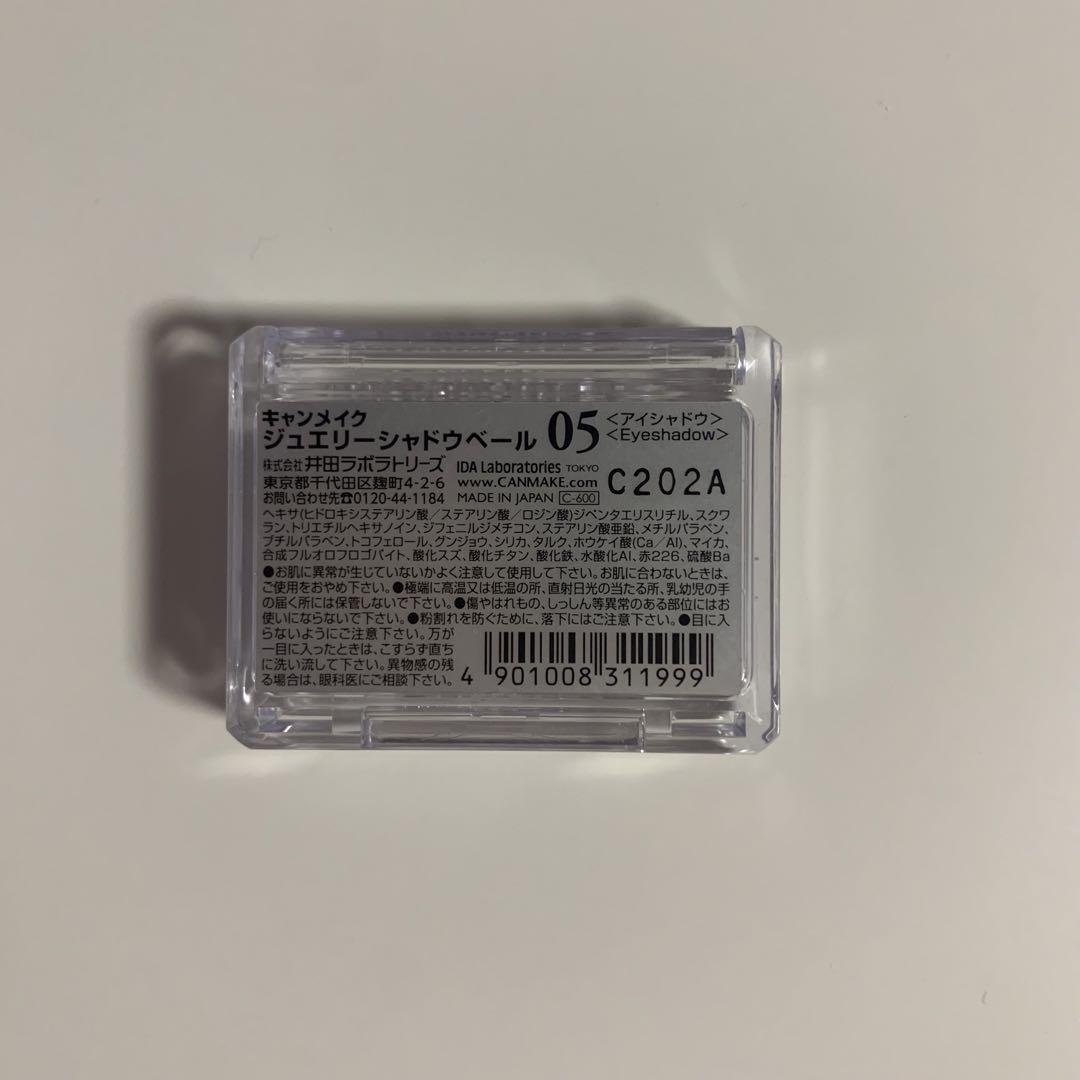 キャンメイク
ジュエリーシャドウベール 05 <アイシャドウ>
<Eyeshadow>
株式会社 井田ラボラトリーズ IDA Laboratories TOKYO
東京都千代田区麹町4-2-6 www.CANMAKE.com C202A
お問い合わせ先☎0120-44-1184 MADE IN JAPAN C-600
ヘキサ(ヒドロキシステアリン酸/ステアリン酸/ロジン酸)ジペンタエリスリチル、スクワ
ラン、トリエチルヘキサノイン、ジフェニルジメチコン、ステアリン酸亜鉛、メチルパラベン、
ブチルパラベン、トコフェロール、グンジョウ、シリカ、タルク、ホウケイ酸(Ca/Al)、マイカ、
合成フルオロフロゴパイト、酸化スズ、酸化チタン、酸化鉄、水酸化Al、赤226、硫酸Ba
●お肌に異常が生じていないかよく注意して使用して下さい。お肌に合わないときは、
ご使用をおやめ下さい。●極端に高温又は低温の所、直射日光の当たる所、乳幼児の手
の届く所には保管しないで下さい。●傷やはれもの、しっしん等異常のある部位にはお
使いにならないで下さい。●粉割れを防ぐために、落下にはご注意下さい。●目に入
らないようにご注意下さい。万が
一目に入ったときは、こすらず直ち
に洗い流して下さい。異物感の残
る場合は、眼科医にご相談下さい。
4 901008 311999